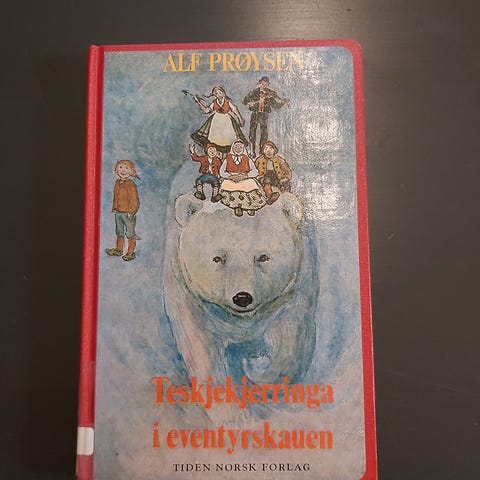 ALF PRØYSEN
Teskjekjerringa
i eventyrskauen
TIDEN NORSK FORLAG